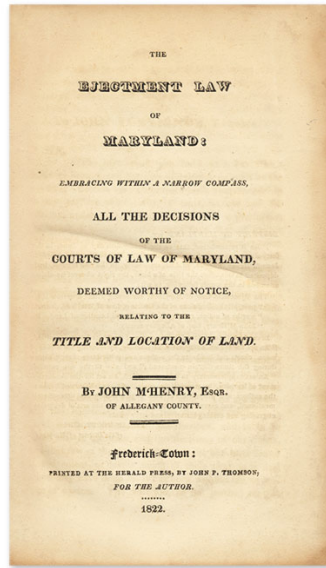 THE
EJECTMENT LAW
OF
MARYLAND:
EMBRACING WITHIN A NARROW COMPASS,
ALL THE DECISIONS
OF THE
COURTS OF LAW OF MARYLAND,
DEEMED WORTHY OF NOTICE,
RELATING TO THE
TITLE AND LOCATION OF LAND.
BY JOHN M'HENRY, ESQR.
OF ALLEGANY COUNTY.
Frederick-Town:
PRINTED AT THE HERALD PRESS, BY JOHN P. THOMSON;
FOR THE AUTHOR.
........
1822.